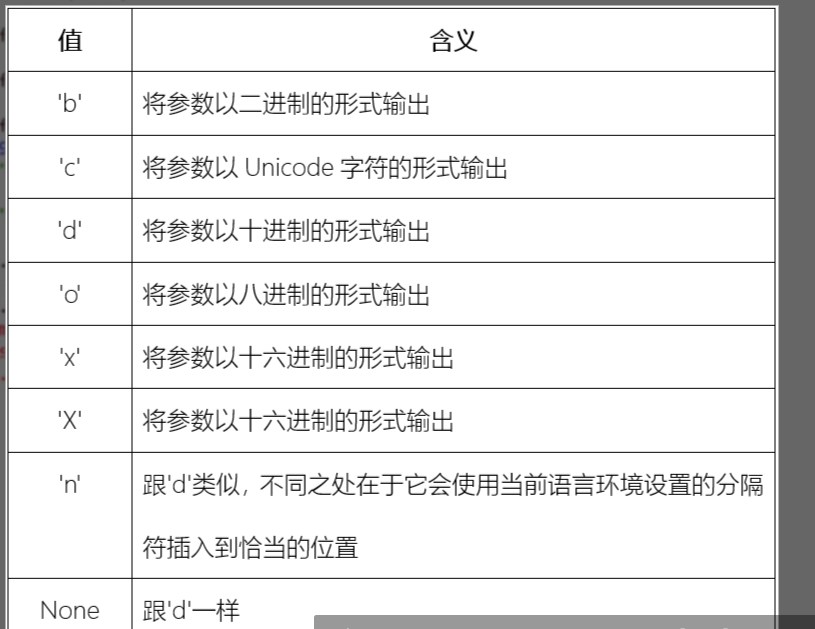 值 含义
'b' 将参数以二进制的形式输出
'c' 将参数以 Unicode 字符的形式输出
'd' 将参数以十进制的形式输出
'o' 将参数以八进制的形式输出
'x' 将参数以十六进制的形式输出
'X' 将参数以十六进制的形式输出
'n' 跟'd'类似，不同之处在于它会使用当前语言环境设置的分隔
符插入到恰当的位置
None 跟'd'一样